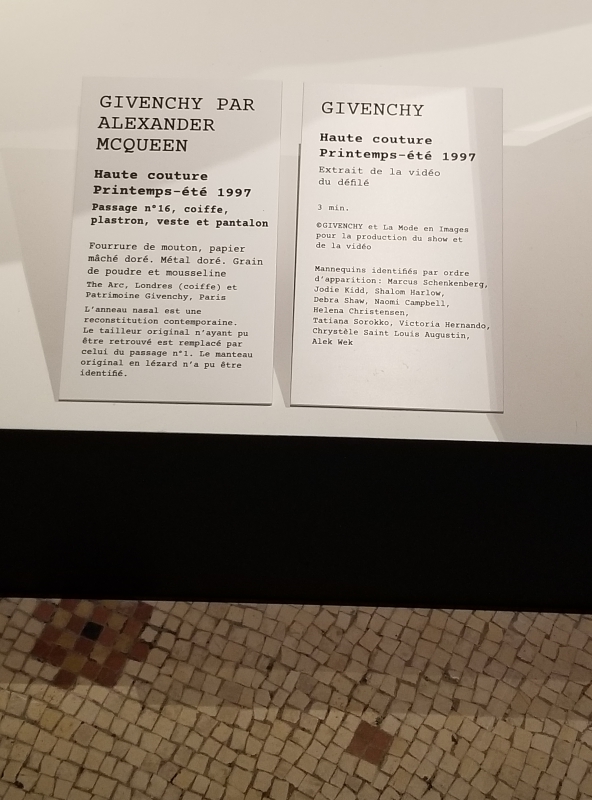 GIVENCHY PAR
ALEXANDER
MCQUEEN
Haute couture
Printemps-été 1997
Passage n°16, coiffe,
plastron, veste et pantalon
Fourrure de mouton, papier
mâché doré. Métal doré. Grain
de poudre et mousseline
The Arc, Londres (coiffe) et
Patrimoine Givenchy, Paris
L'anneau nasal est une
reconstitution contemporaine.
Le tailleur original n'ayant pu
être retrouvé est remplacé par
celui du passage n°1. Le manteau
original en lézard n'a pu être
identifié.
GIVENCHY
Haute couture
Printemps-été 1997
Extrait de la vidéo
du défilé
3 min.
©GIVENCHY et La Mode en Images
pour la production du show et
de la vidéo
Mannequins identifiés par ordre
d'apparition: Marcus Schenkenberg,
Jodie Kidd, Shalom Harlow,
Debra Shaw, Naomi Campbell,
Helena Christensen,
Tatiana Sorokko, Victoria Hernando,
Chrystèle Saint Louis Augustin,
Alek Wek